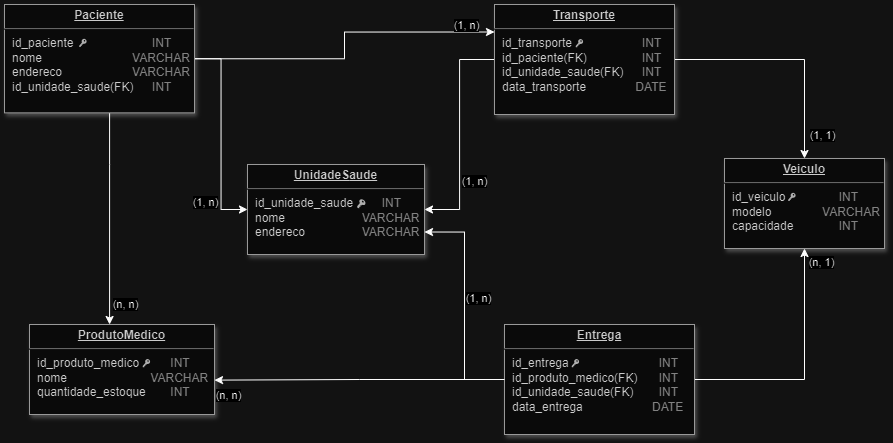 Paciente
id_paciente INT
nome VARCHAR
endereco VARCHAR
id_unidade_saude(FK) INT
(1, n)
Transporte
id_transporte INT
id_paciente(FK) INT
id_unidade_saude(FK) INT
data_transporte DATE
(1, 1)
UnidadeSaude
id_unidade_saude INT
nome VARCHAR
endereco VARCHAR
(1, n)
(1, n)
Veiculo
id_veiculo INT
modelo VARCHAR
capacidade INT
(n, 1)
(1, n)
(n, n)
ProdutoMedico
id_produto_medico INT
nome VARCHAR
quantidade_estoque INT
(n, n)
Entrega
id_entrega INT
id_produto_medico(FK) INT
id_unidade_saude(FK) INT
data_entrega DATE